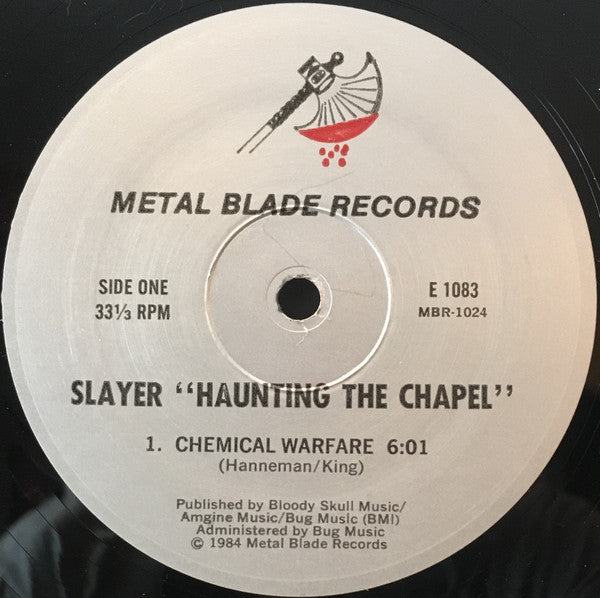 METAL BLADE RECORDS
SIDE ONE
33⅓ RPM
E 1083
MBR-1024
SLAYER "HAUNTING THE CHAPEL"
1. CHEMICAL WARFARE 6:01
(Hanneman/King)
Published by Bloody Skull Music/
Amgine Music/Bug Music (BMI)
Administered by Bug Music
© 1984 Metal Blade Records